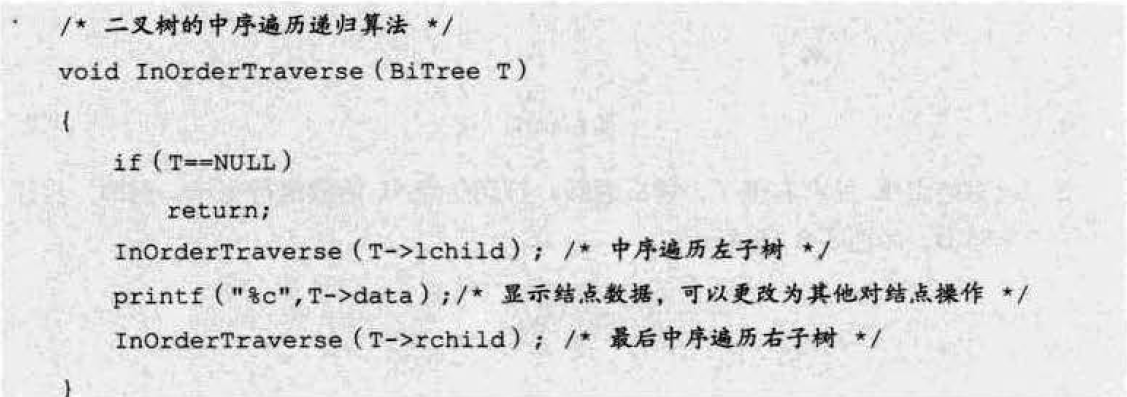 /* 二叉树的中序遍历递归算法 */
void InOrderTraverse (BiTree T)
{
if (T==NULL)
return;
InOrderTraverse (T->lchild); /* 中序遍历左子树 */
printf ("%c",T->data);/* 显示结点数据，可以更改为其他对结点操作 */
InOrderTraverse (T->rchild); /* 最后中序遍历右子树 */
}